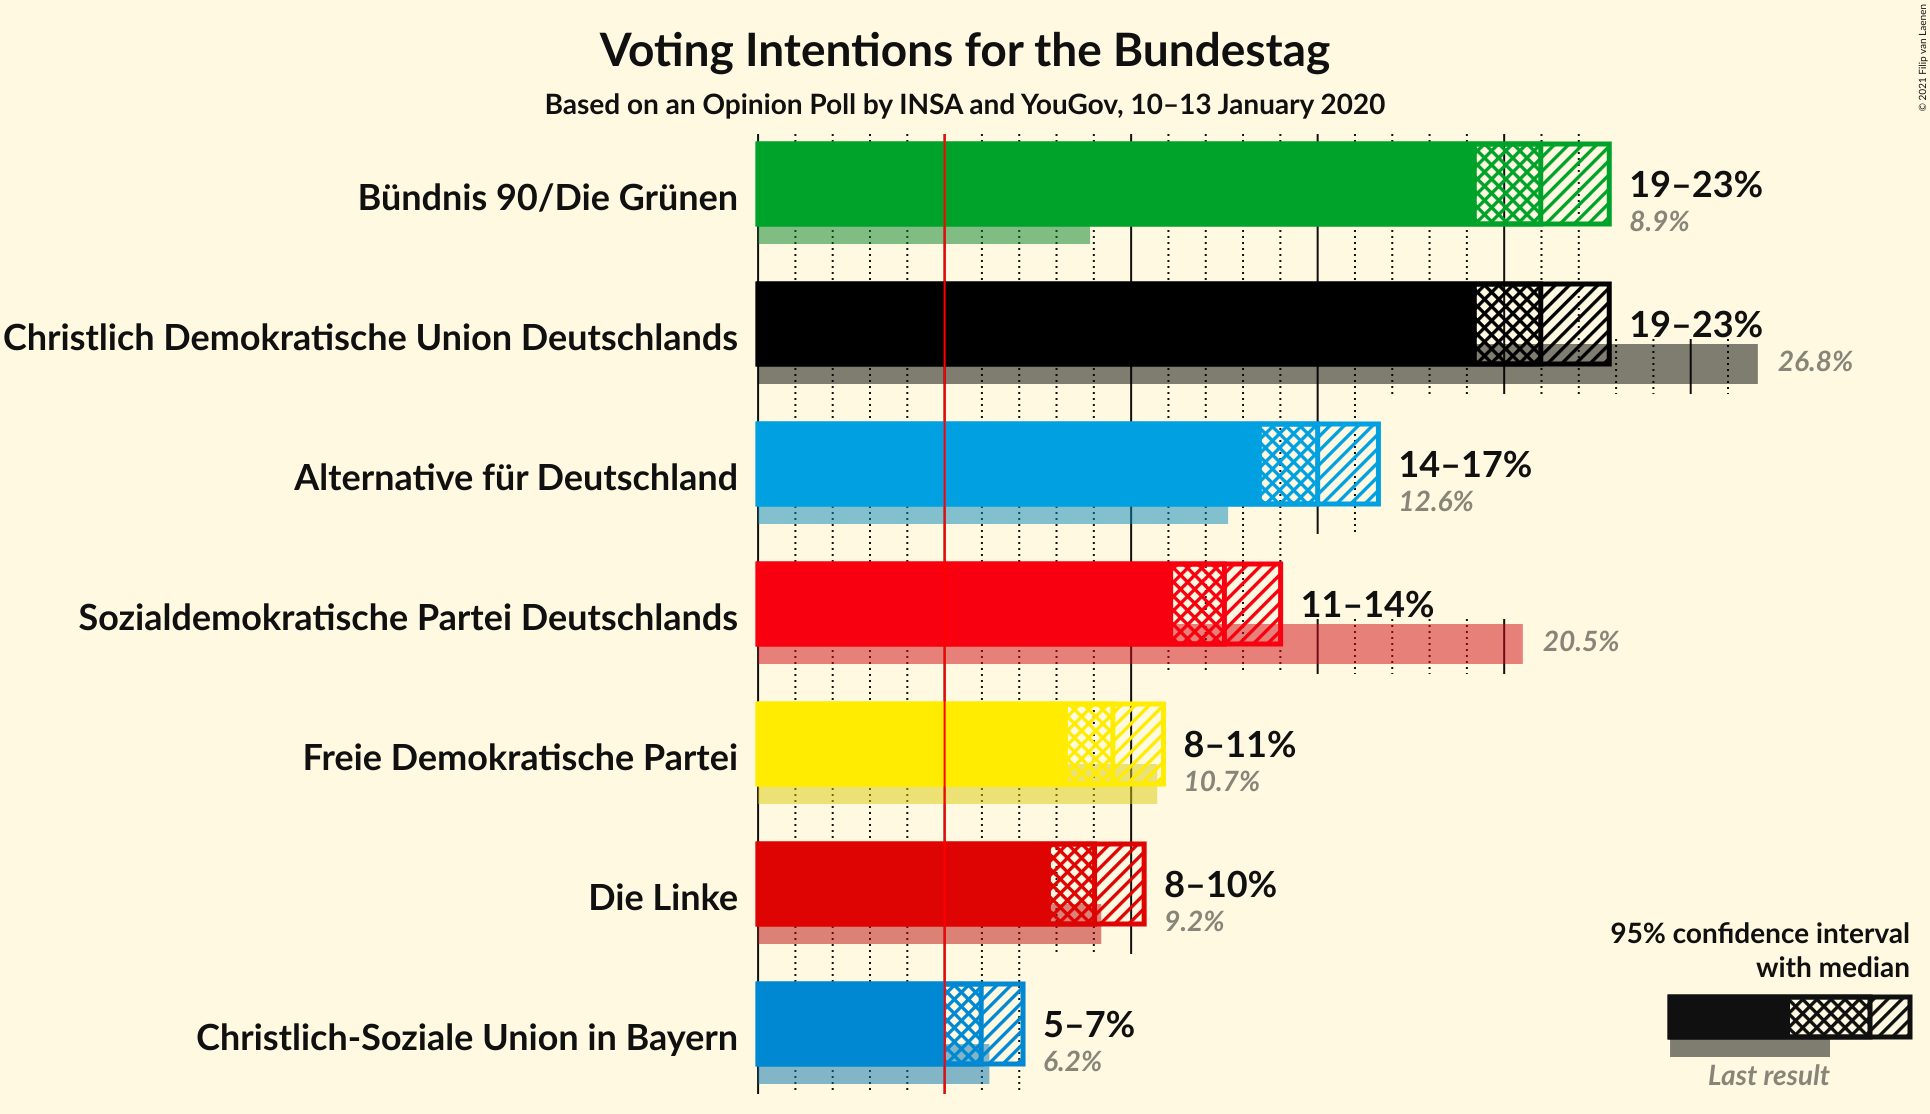 Voting Intentions for the Bundestag
Based on an Opinion Poll by INSA and YouGov, 10–13 January 2020
© 2021 Filip van Laenen
Bündnis 90/Die Grünen
19–23%
8.9%
Christlich Demokratische Union Deutschlands
19–23%
26.8%
Alternative für Deutschland
14–17%
12.6%
Sozialdemokratische Partei Deutschlands
11–14%
20.5%
Freie Demokratische Partei
8–11%
10.7%
Die Linke
8–10%
9.2%
Christlich-Soziale Union in Bayern
5–7%
6.2%
95% confidence interval
with median
Last result